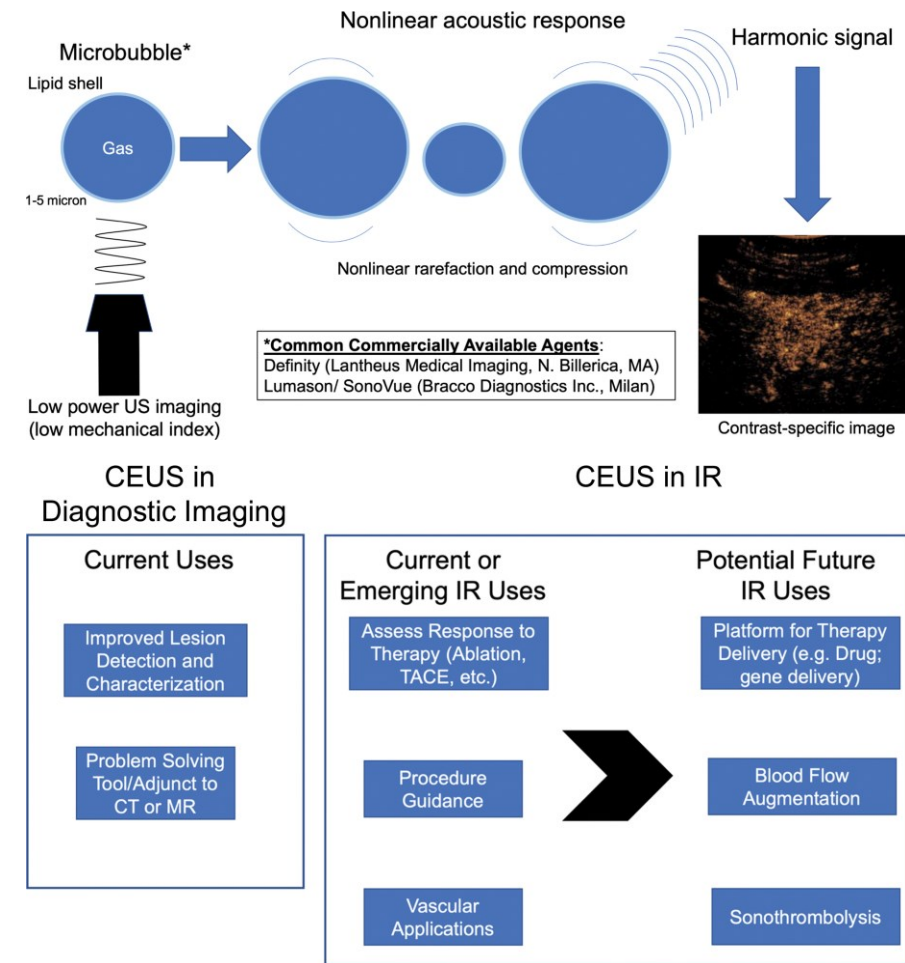 Nonlinear acoustic response
Microbubble*
Harmonic signal
Lipid shell
Gas
1-5 micron
Nonlinear rarefaction and compression
*Common Commercially Available Agents:
Definity (Lantheus Medical Imaging, N. Billerica, MA)
Lumason/ SonoVue (Bracco Diagnostics Inc., Milan)
Low power US imaging
(low mechanical index)
Contrast-specific image
CEUS in
Diagnostic Imaging
Current Uses
Improved Lesion
Detection and
Characterization
Problem Solving
Tool/Adjunct to
CT or MR
CEUS in IR
Current or
Emerging IR Uses
Assess Response to
Therapy (Ablation,
TACE, etc.)
Procedure
Guidance
Vascular
Applications
Potential Future
IR Uses
Platform for Therapy
Delivery (e.g. Drug;
gene delivery)
Blood Flow
Augmentation
Sonothrombolysis